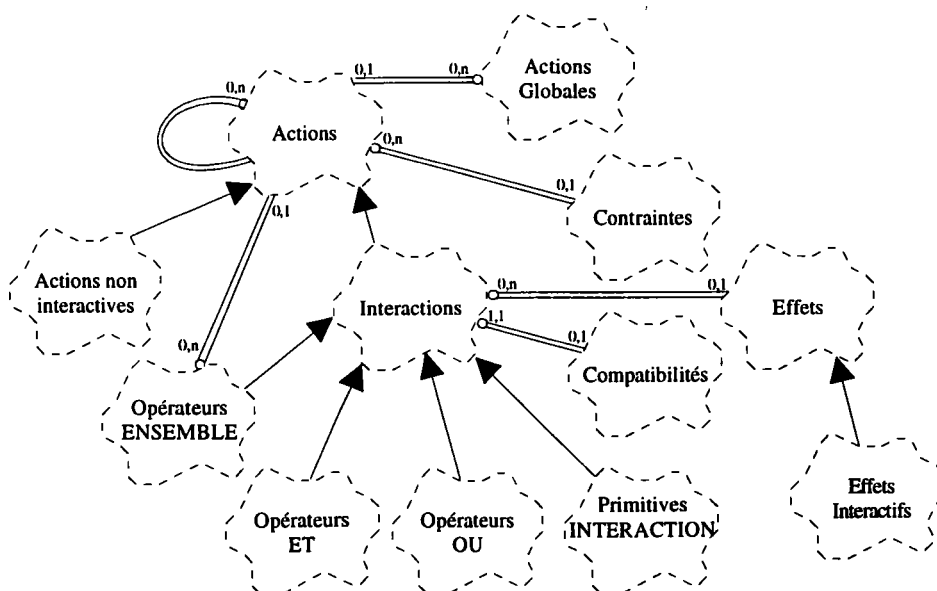 0,n
0,1
0,n
Actions
Globales
Actions
0,n
0,1
Contraintes
0,1
Actions non
interactives
Interactions
0,n
0,1
Effets
1,1
0,1
Compatibilités
0,n
Opérateurs
ENSEMBLE
Opérateurs
ET
Opérateurs
OU
Primitives
INTERACTION
Effets
Interactifs